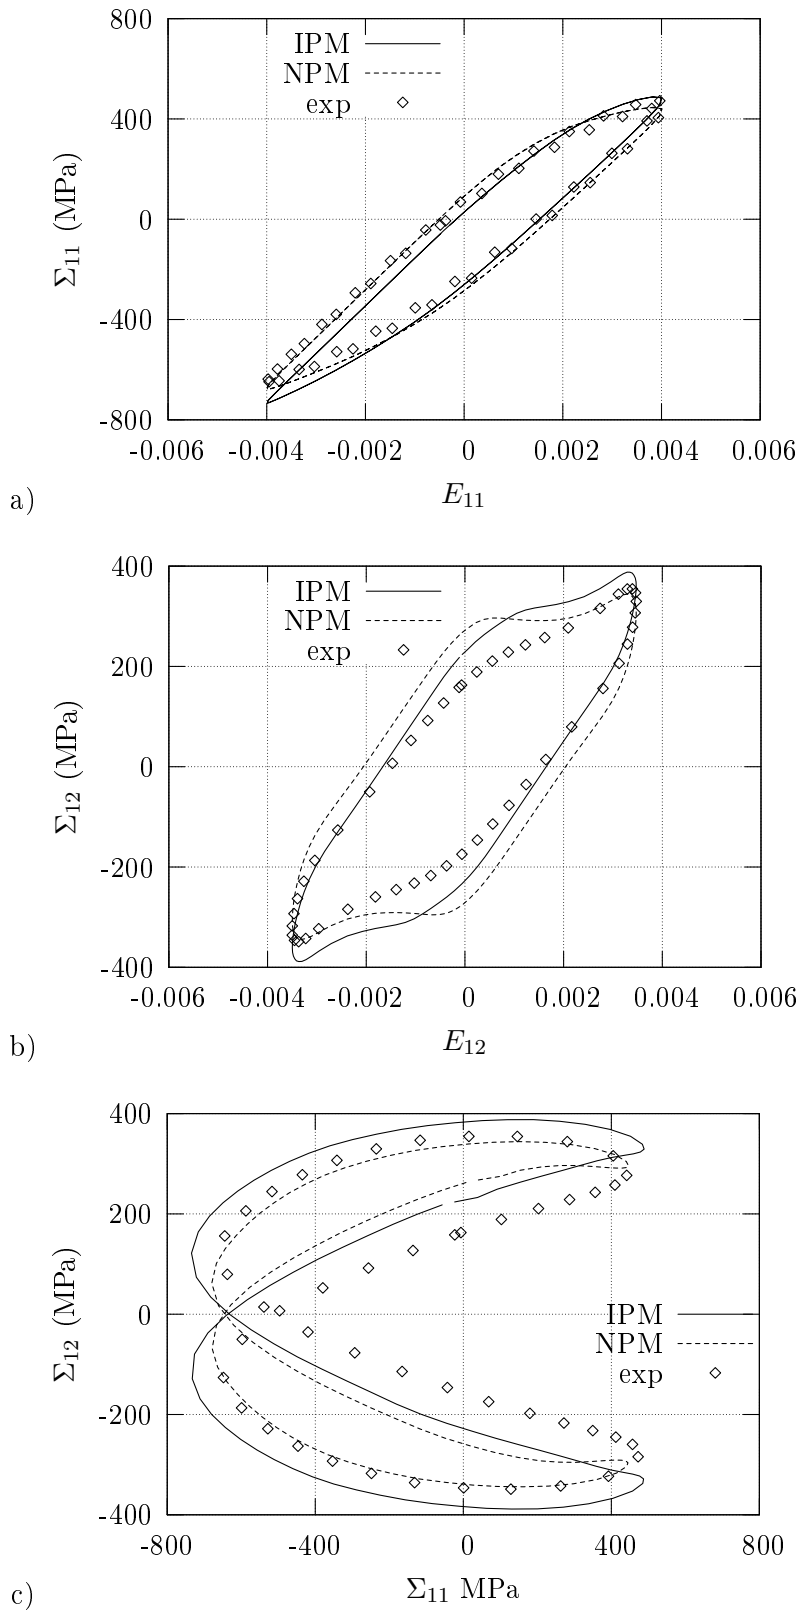 800
400
0
-400
-800
Σ11 (MPa)
IPM
NPM
exp
-0.006 -0.004 -0.002 0 0.002 0.004 0.006
E11
a)
400
200
0
-200
-400
Σ12 (MPa)
IPM
NPM
exp
-0.006 -0.004 -0.002 0 0.002 0.004 0.006
E12
b)
400
200
0
-200
-400
Σ12 (MPa)
IPM
NPM
exp
-800 -400 0 400 800
Σ11 MPa
c)